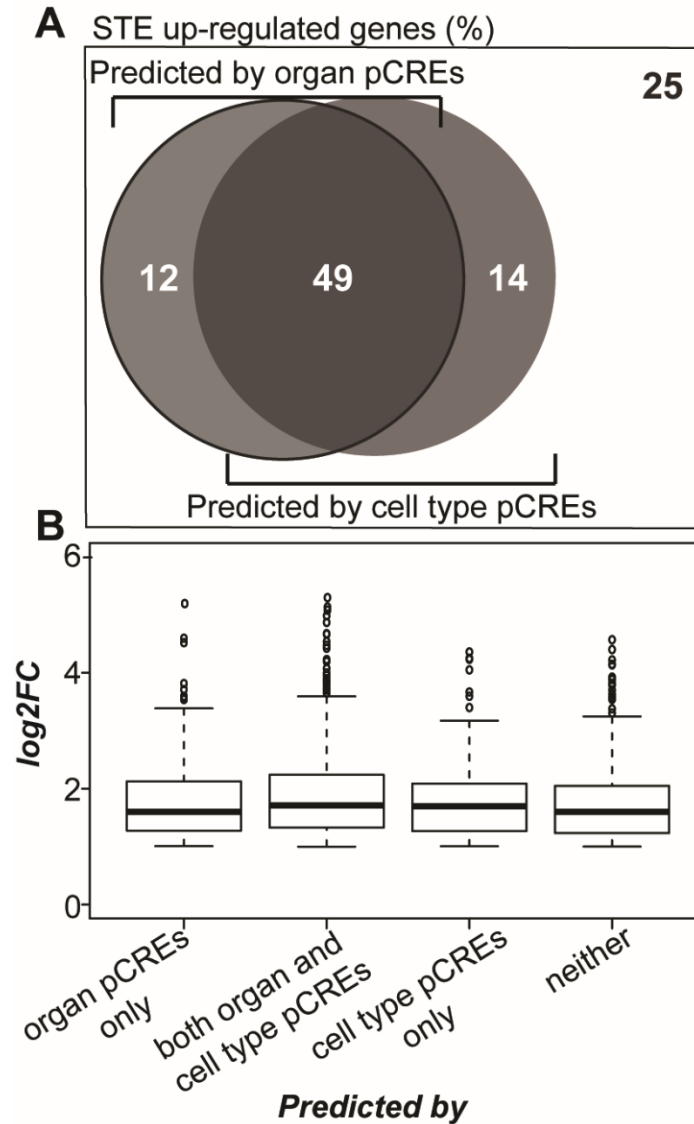 A
STE up-regulated genes (%)
Predicted by organ pCREs
25
12
49
14
Predicted by cell type pCREs
B
6
4
2
0
log2FC
organ pCREs
only
both organ and
cell type pCREs
cell type pCREs
only
neither
Predicted by